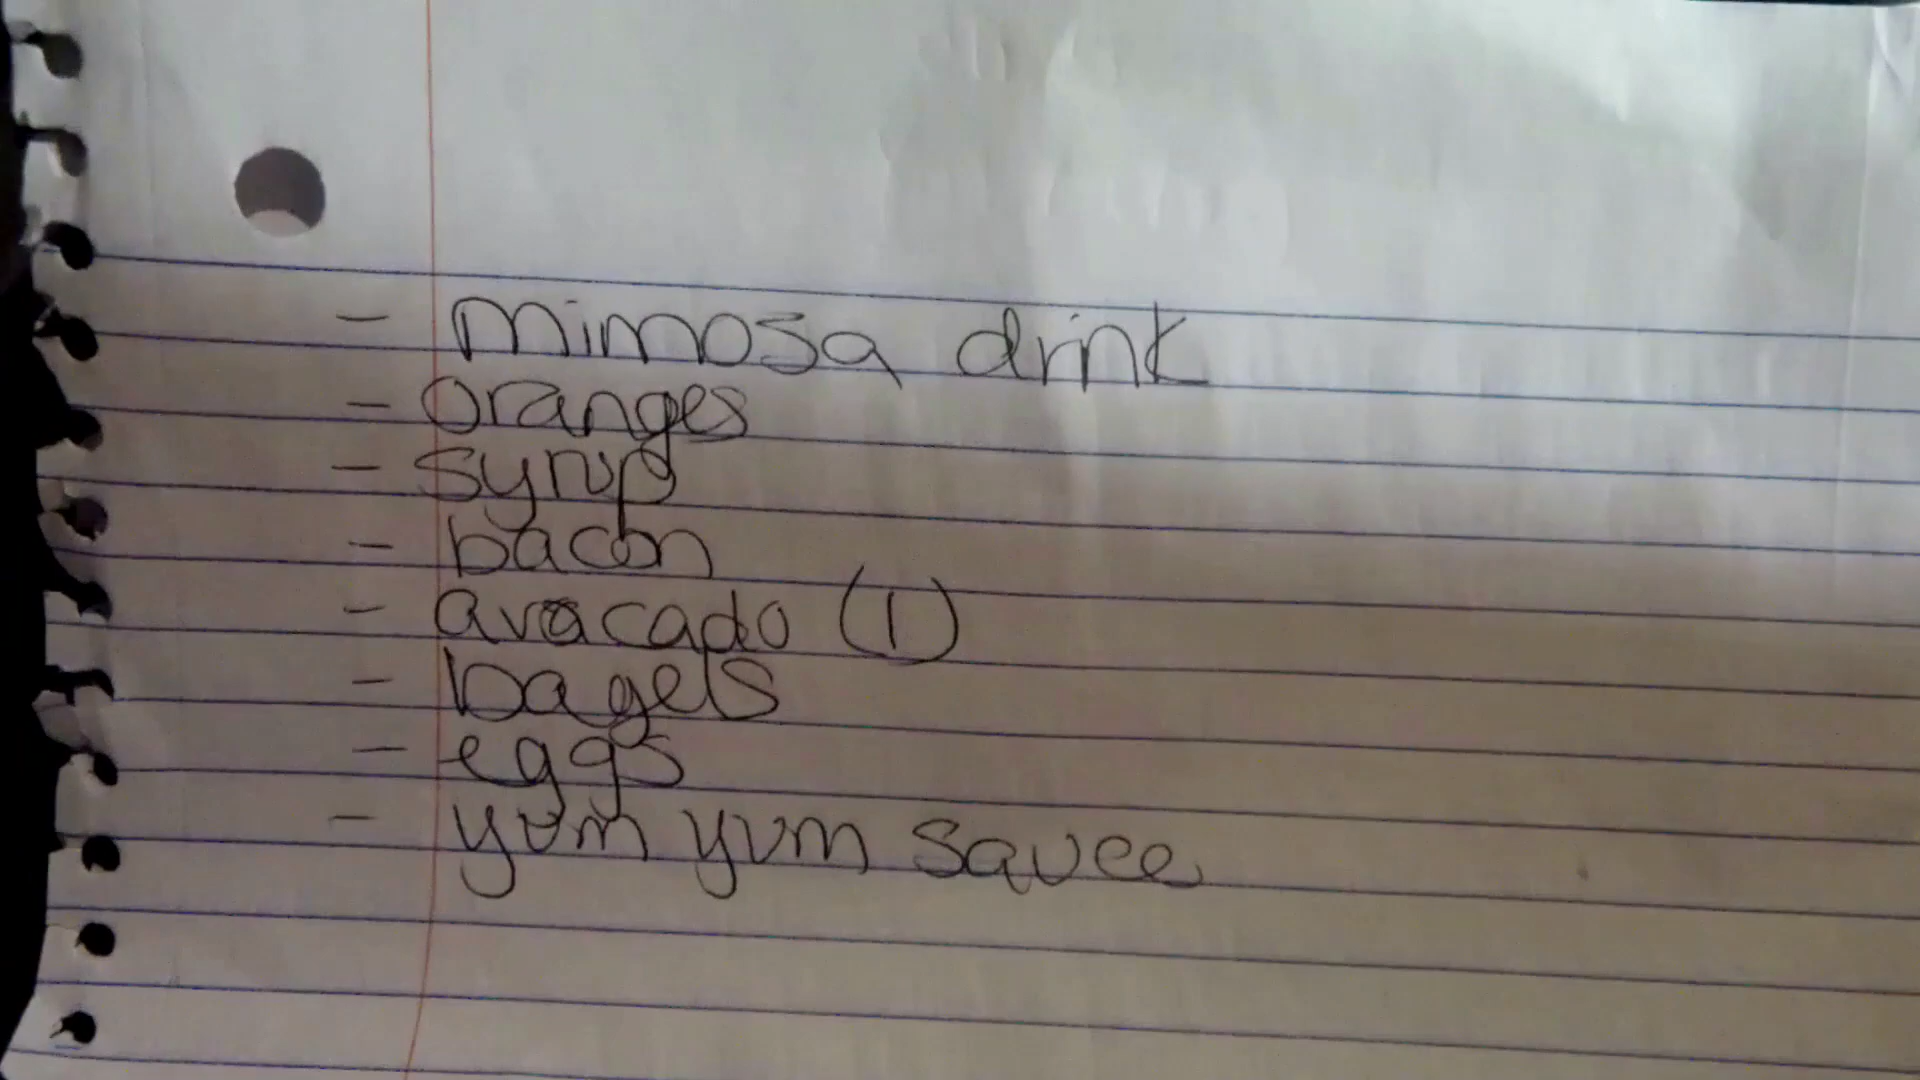 - mimosa drink
- oranges
- syrup
- bacon
- avacado (1)
- bagels
- eggs
- yum yum sauce